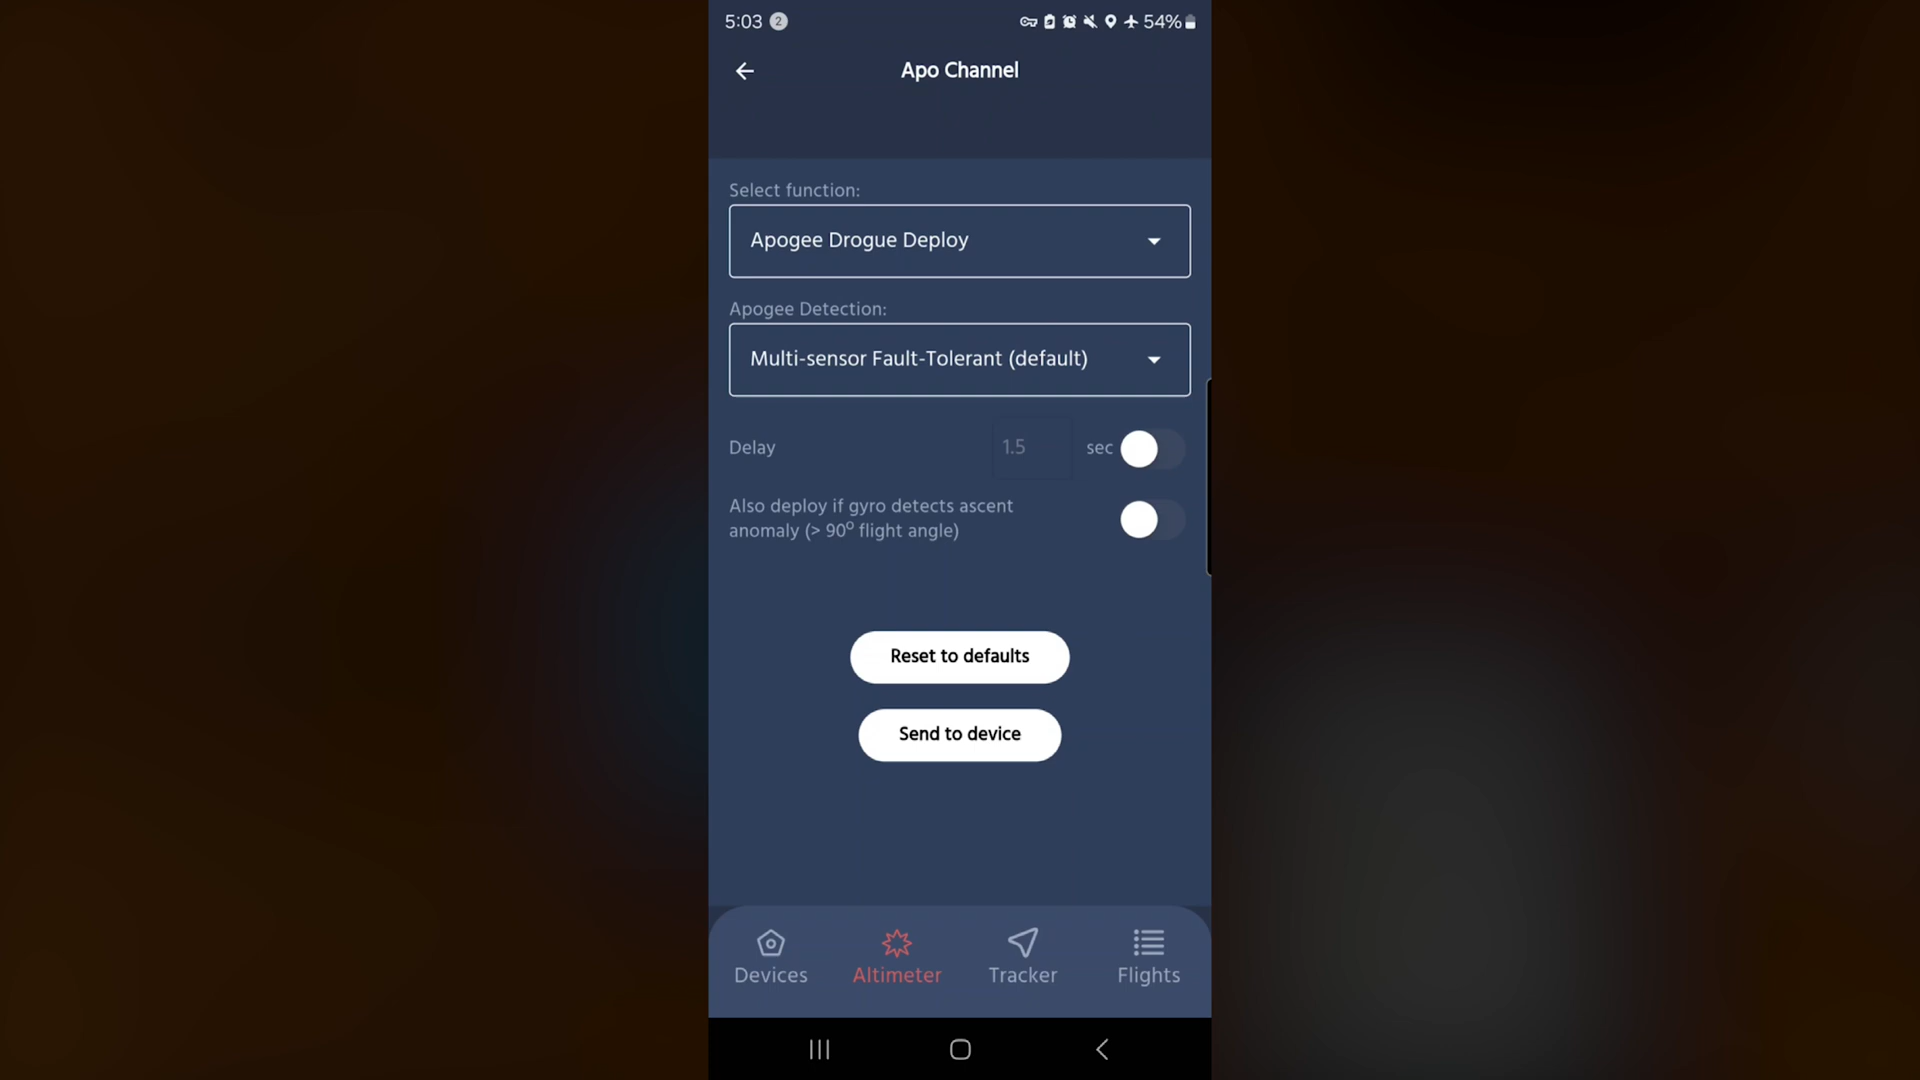 5:03 2 54%
Apo Channel
Select function:
Apogee Drogue Deploy
Apogee Detection:
Multi-sensor Fault-Tolerant (default)
Delay 1.5 sec
Also deploy if gyro detects ascent
anomaly (> 90º flight angle)
Reset to defaults
Send to device
Devices Altimeter Tracker Flights